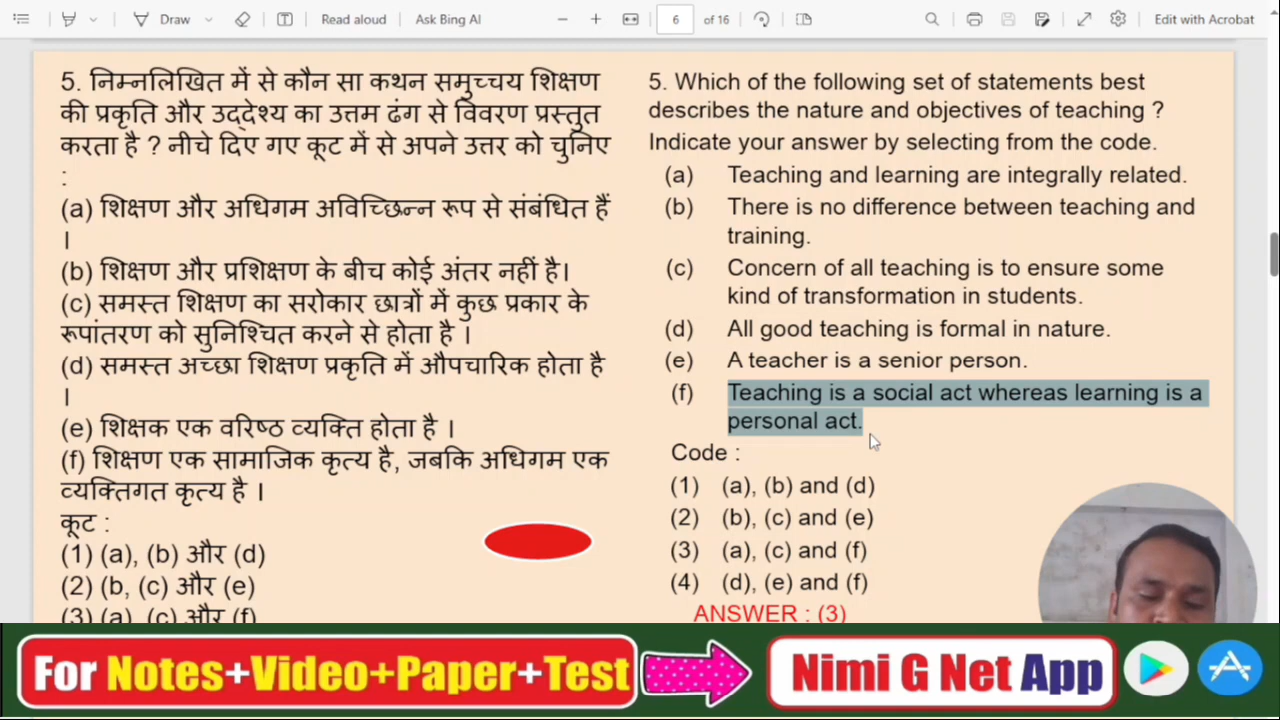 Draw
Read aloud
Ask Bing AI
6 of 16
Edit with Acrobat
5. निम्नलिखित में से कौन सा कथन समुच्चय शिक्षण
की प्रकृति और उद्देश्य का उत्तम ढंग से विवरण प्रस्तुत
करता है ? नीचे दिए गए कूट में से अपने उत्तर को चुनिए
:
(a) शिक्षण और अधिगम अविच्छिन्न रूप से संबंधित हैं
।
(b) शिक्षण और प्रशिक्षण के बीच कोई अंतर नहीं है।
(c) समस्त शिक्षण का सरोकार छात्रों में कुछ प्रकार के
रूपांतरण को सुनिश्चित करने से होता है ।
(d) समस्त अच्छा शिक्षण प्रकृति में औपचारिक होता है
।
(e) शिक्षक एक वरिष्ठ व्यक्ति होता है ।
(f) शिक्षण एक सामाजिक कृत्य है, जबकि अधिगम एक
व्यक्तिगत कृत्य है ।
कूट :
(1) (a), (b) और (d)
(2) (b, (c) और (e)
(3) (a), (c) और (f)
5. Which of the following set of statements best
describes the nature and objectives of teaching ?
Indicate your answer by selecting from the code.
(a) Teaching and learning are integrally related.
(b) There is no difference between teaching and
training.
(c) Concern of all teaching is to ensure some
kind of transformation in students.
(d) All good teaching is formal in nature.
(e) A teacher is a senior person.
(f) Teaching is a social act whereas learning is a
personal act.
Code :
(1) (a), (b) and (d)
(2) (b), (c) and (e)
(3) (a), (c) and (f)
(4) (d), (e) and (f)
ANSWER : (3)
For Notes+Video+Paper+Test
Nimi G Net App